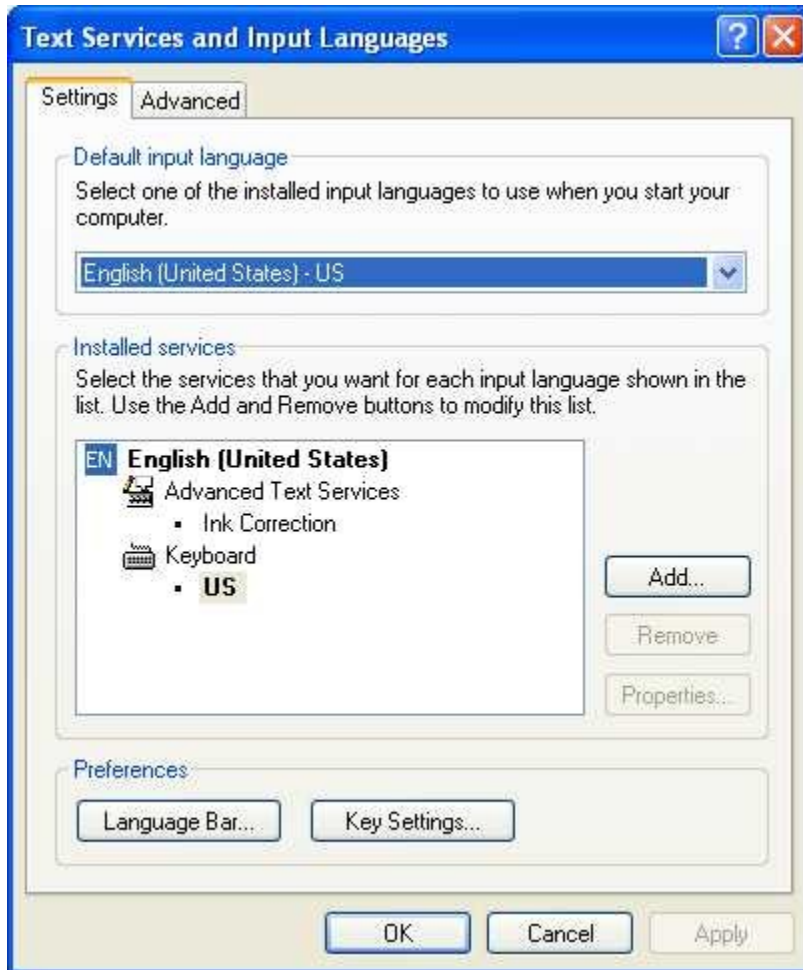 Text Services and Input Languages
?
Settings
Advanced
Default input language
Select one of the installed input languages to use when you start your
computer.
English (United States) - US
Installed services
Select the services that you want for each input language shown in the
list. Use the Add and Remove buttons to modify this list.
EN English (United States)
Advanced Text Services
Ink Correction
Keyboard
US
Add...
Remove
Properties...
Preferences
Language Bar...
Key Settings...
OK
Cancel
Apply